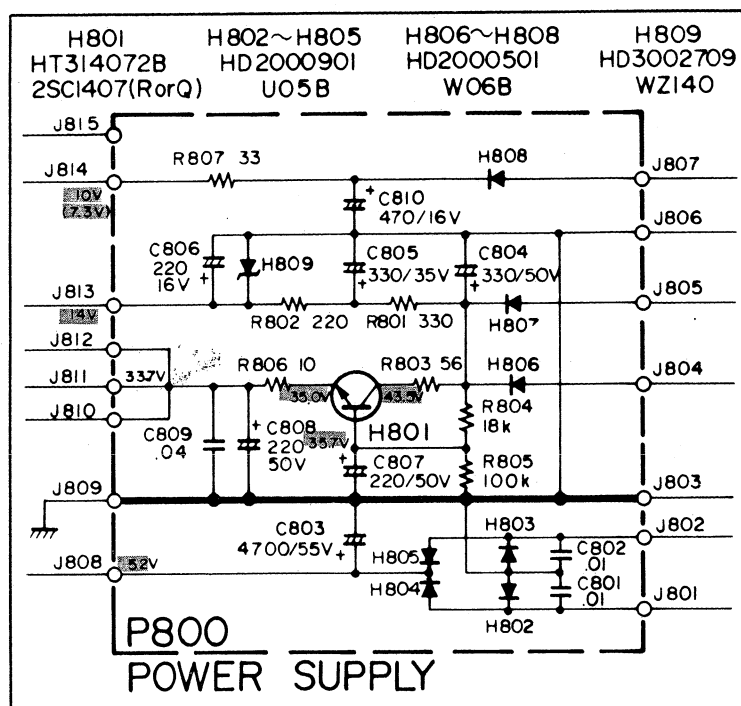 H801 H802~H805 H806~H808 H809
HT314072B HD2000901 HD2000501 HD3002709
2SC1407(RorQ) U05B W06B WZ140
J815
J814 R807 33 H808 J807
10V
(7.3V)
C810
470/16V
J806
C806
220
16V
H809
C805
330/35V
C804
330/50V
J813
14V
R802 220 R801 330 H807 J805
J812
J811 33.7V R806 10 35.0V 43.5V R803 56 H806 J804
J810
C809
.04
C808
220
50V
35.7V
H801
R804
18k
C807
220/50V
R805
100k
J809 J803
C803
4700/55V
H803 J802
J808 52V
H805
H804
C802
.01
C801
.01
H802 J801
P800
POWER SUPPLY